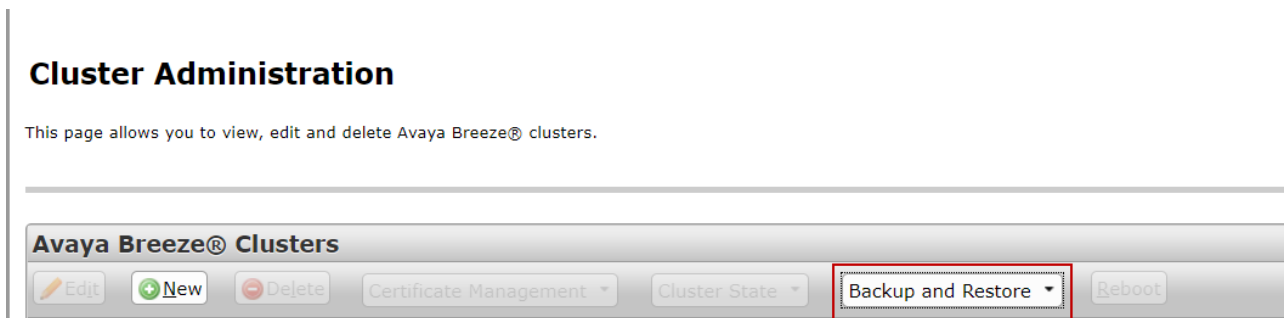 Cluster Administration
This page allows you to view, edit and delete Avaya Breeze® clusters.
Avaya Breeze® Clusters
Edit New Delete Certificate Management Cluster State Backup and Restore Reboot